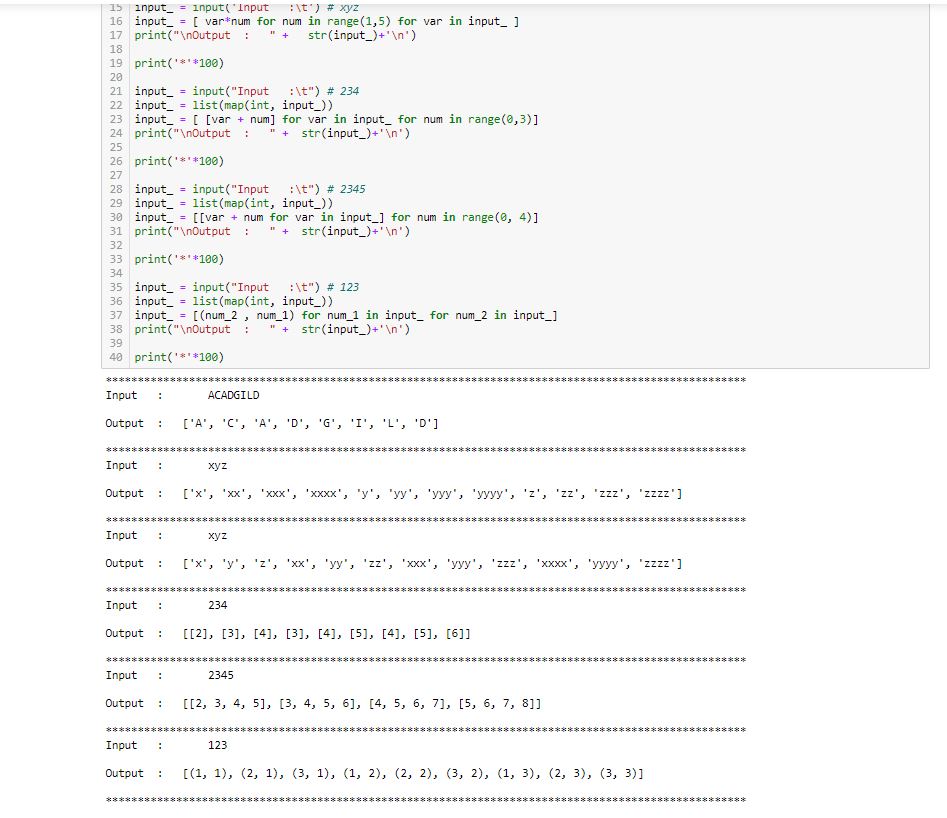 15 input_ = input("Input   :\t") # xyz
16 input_ = [ var*num for num in range(1,5) for var in input_ ]
17 print("\nOutput  :   " +   str(input_)+'\n')
18
19 print('*'*100)
20
21 input_ = input("Input   :\t") # 234
22 input_ = list(map(int, input_))
23 input_ = [ [var + num] for var in input_ for num in range(0,3)]
24 print("\nOutput  :   " +  str(input_)+'\n')
25
26 print('*'*100)
27
28 input_ = input("Input   :\t") # 2345
29 input_ = list(map(int, input_))
30 input_ = [[var + num for var in input_] for num in range(0, 4)]
31 print("\nOutput  :   " +  str(input_)+'\n')
32
33 print('*'*100)
34
35 input_ = input("Input   :\t") # 123
36 input_ = list(map(int, input_))
37 input_ = [(num_2 , num_1) for num_1 in input_ for num_2 in input_]
38 print("\nOutput  :   " +  str(input_)+'\n')
39
40 print('*'*100)
****************************************************************************************************
Input   :       ACADGILD
Output  :   ['A', 'C', 'A', 'D', 'G', 'I', 'L', 'D']
****************************************************************************************************
Input   :       xyz
Output  :   ['x', 'xx', 'xxx', 'xxxx', 'y', 'yy', 'yyy', 'yyyy', 'z', 'zz', 'zzz', 'zzzz']
****************************************************************************************************
Input   :       xyz
Output  :   ['x', 'y', 'z', 'xx', 'yy', 'zz', 'xxx', 'yyy', 'zzz', 'xxxx', 'yyyy', 'zzzz']
****************************************************************************************************
Input   :       234
Output  :   [[2], [3], [4], [3], [4], [5], [4], [5], [6]]
****************************************************************************************************
Input   :       2345
Output  :   [[2, 3, 4, 5], [3, 4, 5, 6], [4, 5, 6, 7], [5, 6, 7, 8]]
****************************************************************************************************
Input   :       123
Output  :   [(1, 1), (2, 1), (3, 1), (1, 2), (2, 2), (3, 2), (1, 3), (2, 3), (3, 3)]
****************************************************************************************************